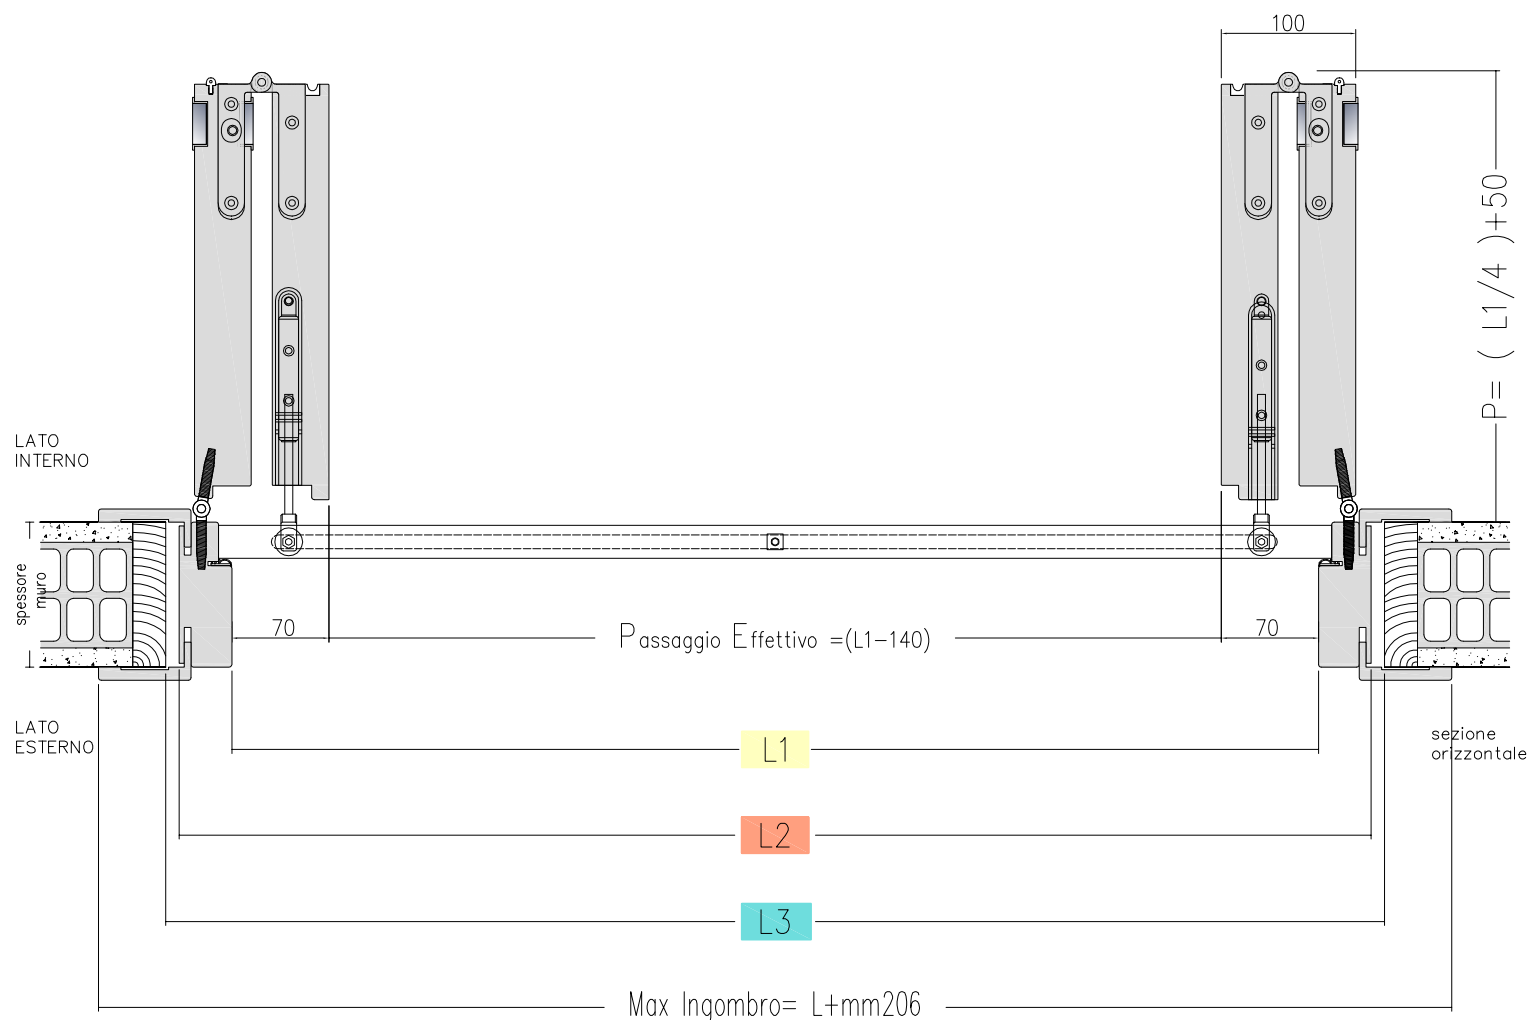 100
P= ( L1/4 )+50
LATO
INTERNO
spessore
muro
70
Passaggio Effettivo =(L1-140)
70
LATO
ESTERNO
sezione
orizzontale
L1
L2
L3
Max Ingombro= L+mm206